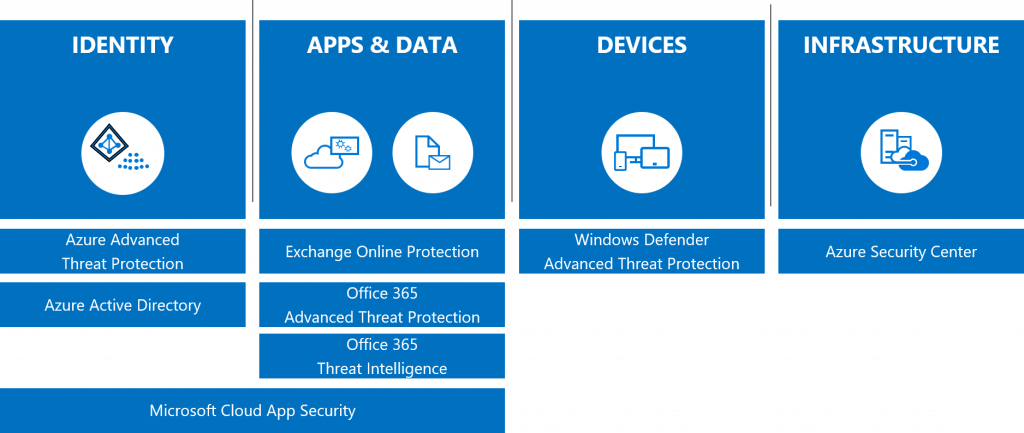 IDENTITY
Azure Advanced
Threat Protection
Azure Active Directory
APPS & DATA
Exchange Online Protection
Office 365
Advanced Threat Protection
Office 365
Threat Intelligence
Microsoft Cloud App Security
DEVICES
Windows Defender
Advanced Threat Protection
INFRASTRUCTURE
Azure Security Center